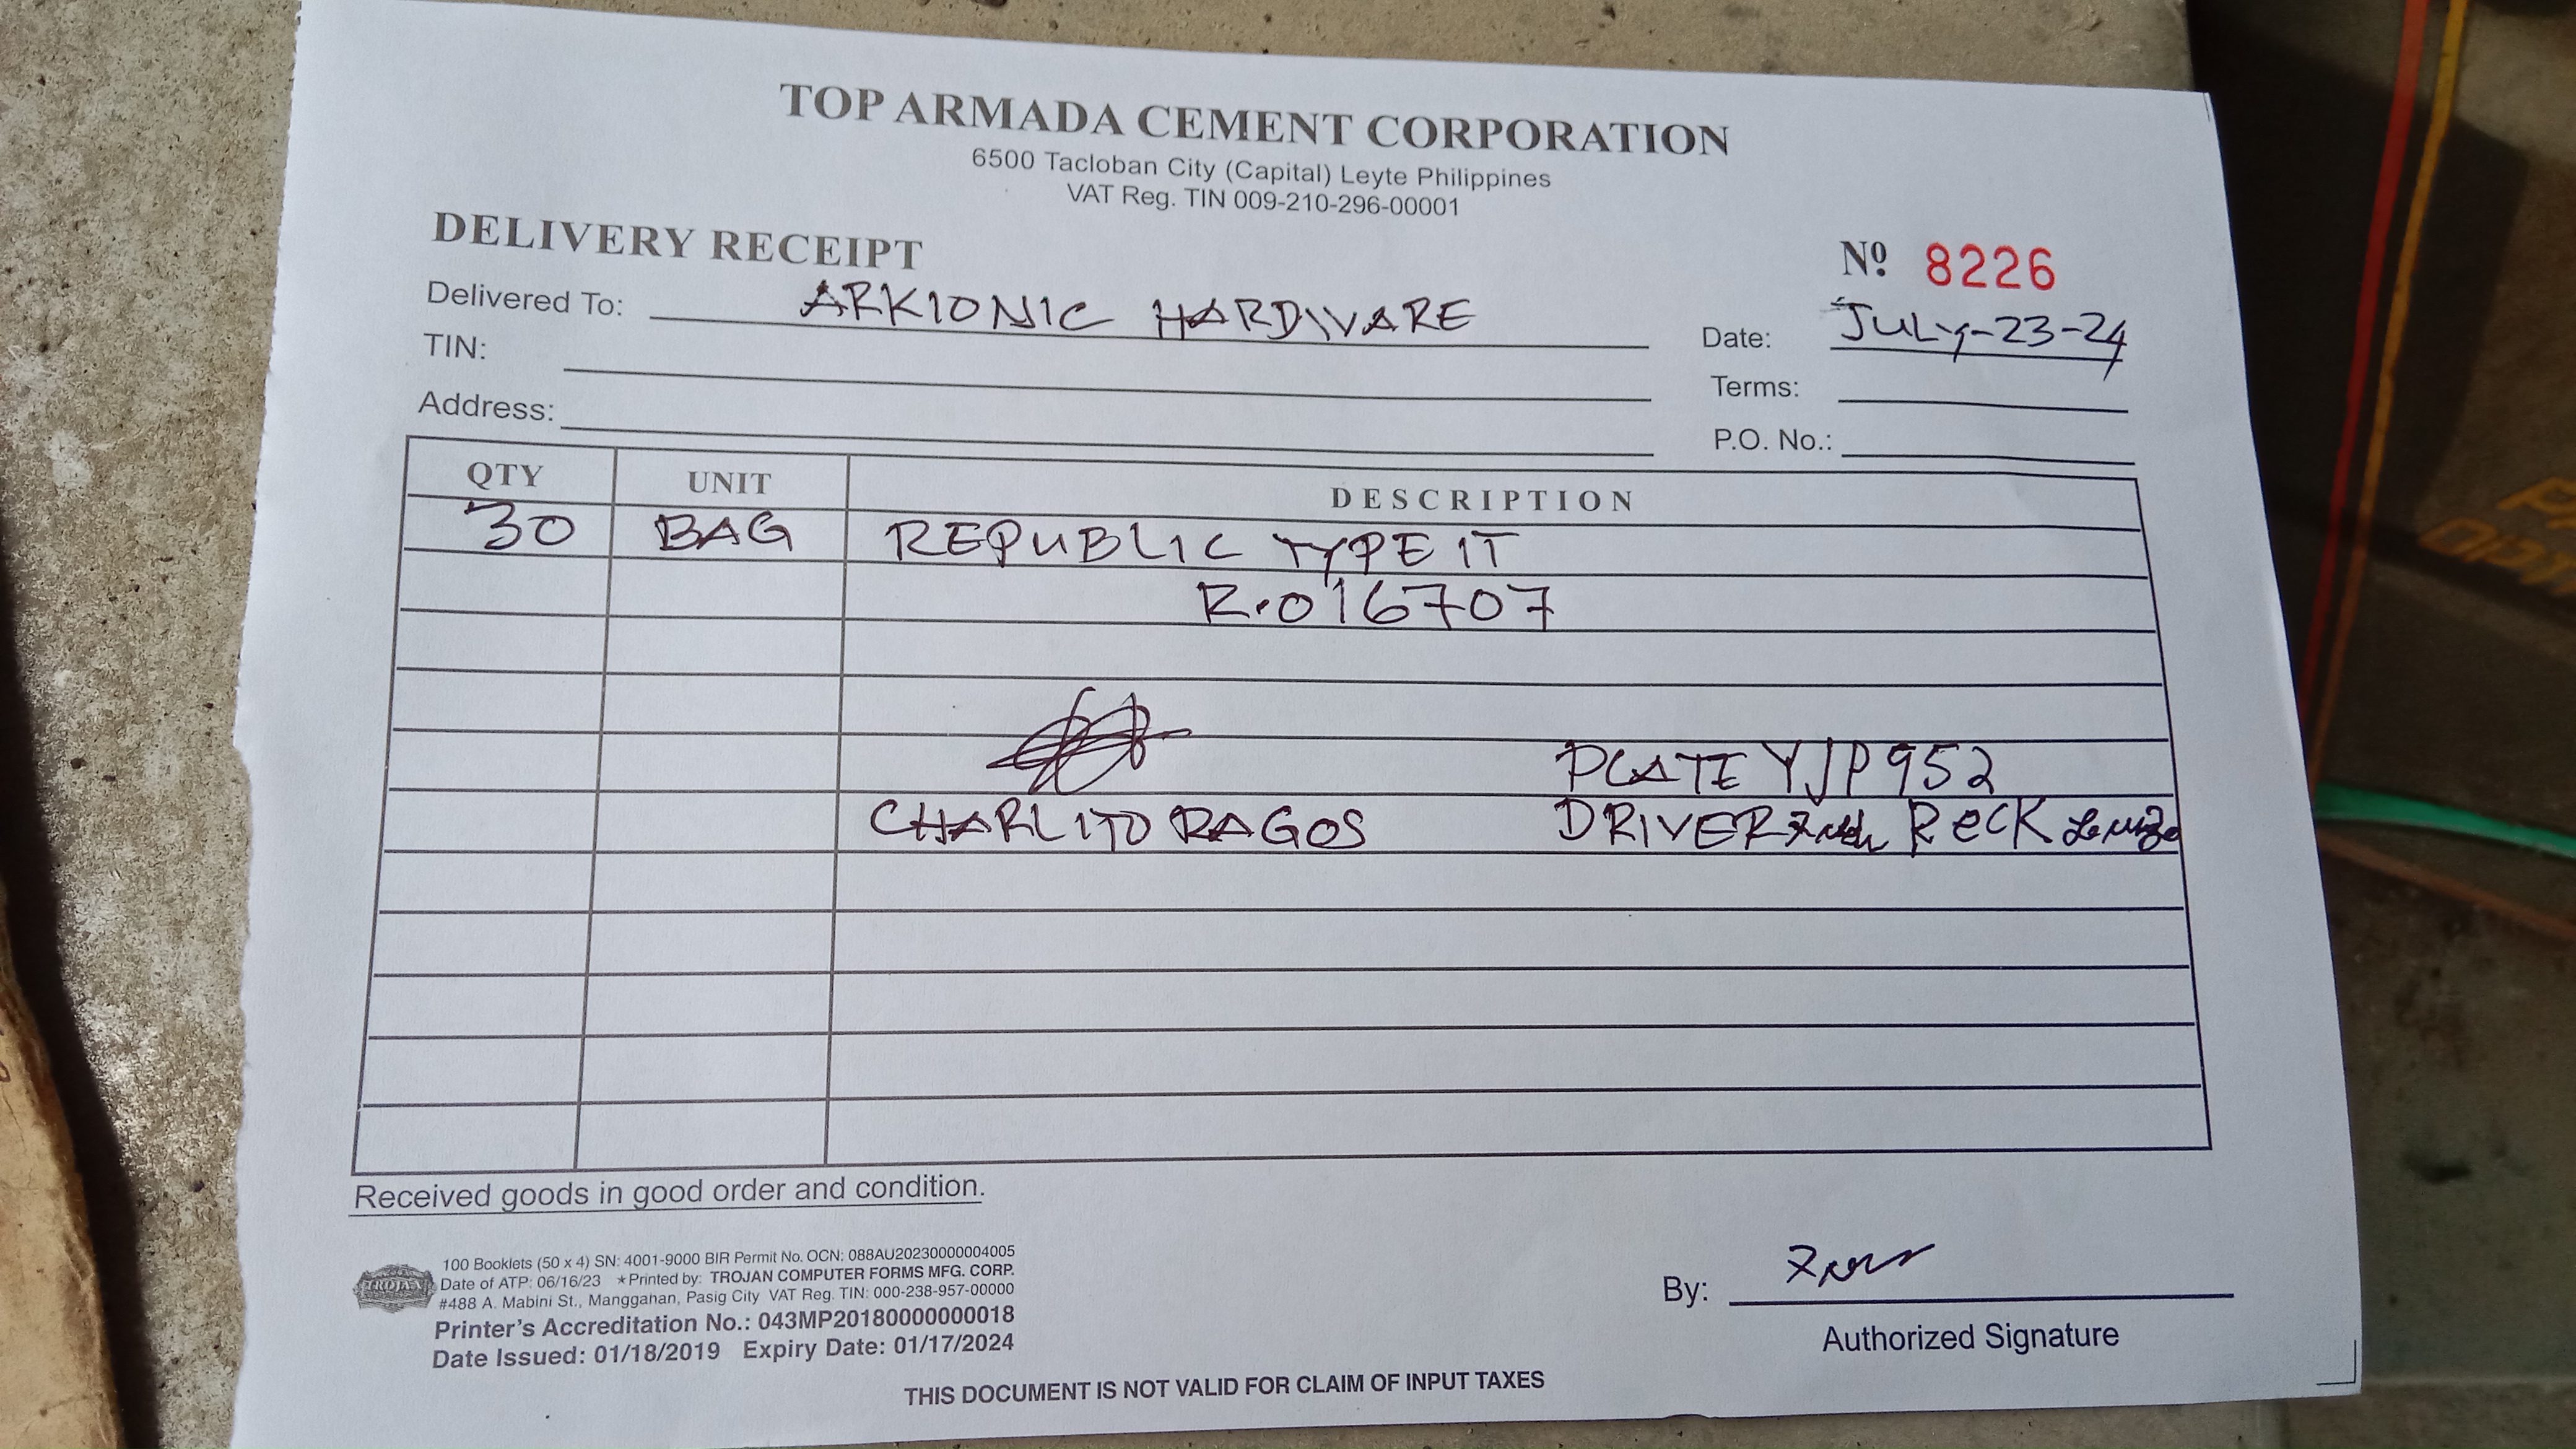 TOP ARMADA CEMENT CORPORATION
6500 Tacloban City (Capital) Leyte Philippines
VAT Reg. TIN 009-210-296-00001
DELIVERY RECEIPT
Nº 8226
Delivered To: ARKIONIC HARDWARE
Date: JULY-23-24
TIN:
Terms:
Address:
P.O. No.:
QTY UNIT DESCRIPTION
30 BAG REPUBLIC TYPE IT
R.016707
PLATE YJP952
CHARLITO RAGOS DRIVER RECK
Received goods in good order and condition.
TROJAN
100 Booklets (50 x 4) SN: 4001-9000 BIR Permit No. OCN: 088AU20230000004005
Date of ATP: 06/16/23 ★Printed by: TROJAN COMPUTER FORMS MFG. CORP.
#488 A. Mabini St., Manggahan, Pasig City VAT Reg. TIN: 000-238-957-00000
Printer's Accreditation No.: 043MP20180000000018
Date Issued: 01/18/2019 Expiry Date: 01/17/2024
By:
Authorized Signature
THIS DOCUMENT IS NOT VALID FOR CLAIM OF INPUT TAXES